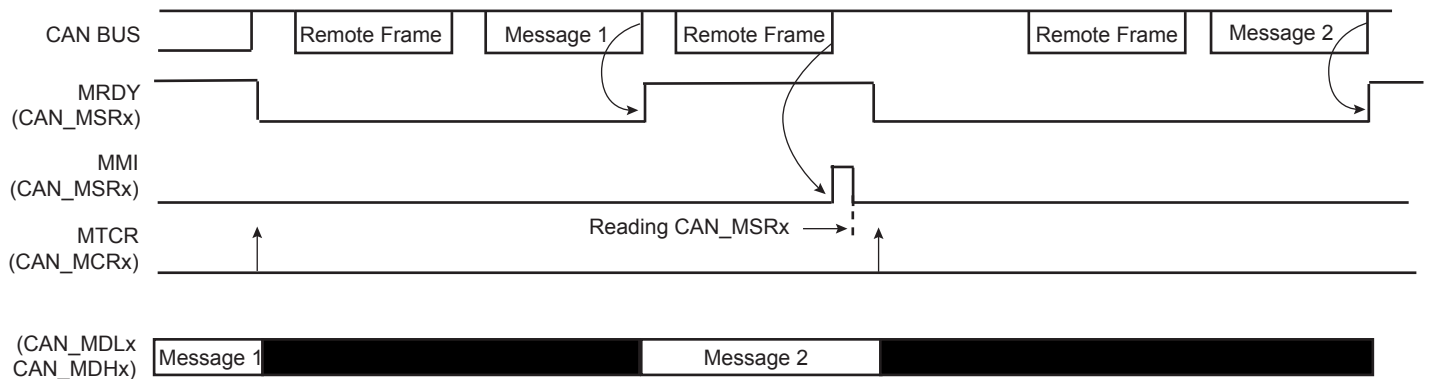 CAN BUS
Remote Frame
Message 1
Remote Frame
Remote Frame
Message 2
MRDY
(CAN_MSRx)
MMI
(CAN_MSRx)
Reading CAN_MSRx
MTCR
(CAN_MCRx)
(CAN_MDLx
CAN_MDHx)
Message 1
Message 2